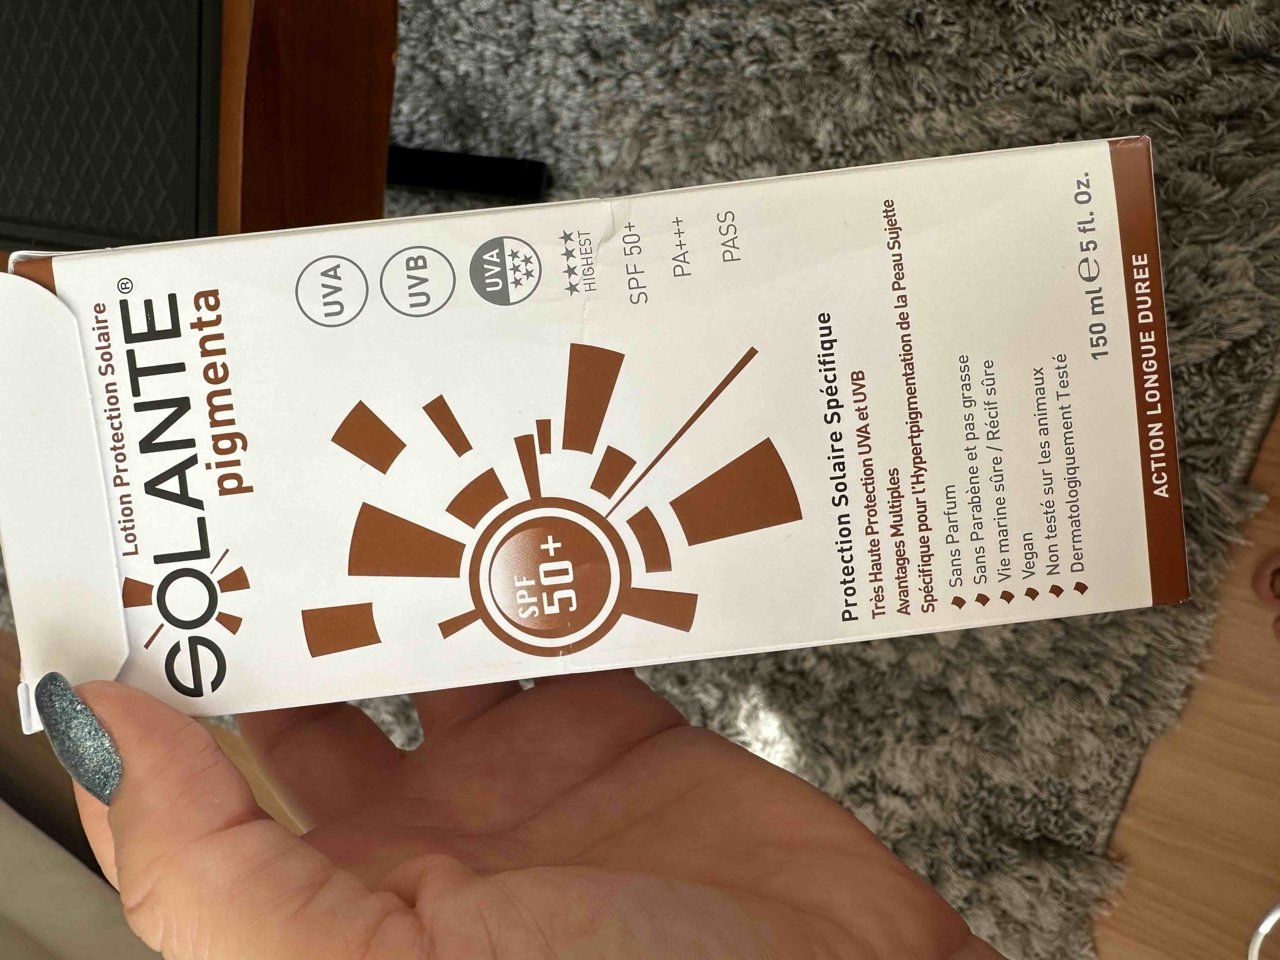 Lotion Protection Solaire
SOLANTE®
pigmenta
UVA
UVB
UVA
HIGHEST
SPF 50+
PA+++
PASS
SPF
50+
Protection Solaire Spécifique
Très Haute Protection UVA et UVB
Avantages Multiples
Spécifique pour l'Hypertpigmentation de la Peau Sujette
Sans Parfum
Sans Parabène et pas grasse
Vie marine sûre / Récif sûre
Vegan
Non testé sur les animaux
Dermatologiquement Testé
150 ml ℮ 5 fl. Oz.
ACTION LONGUE DUREE